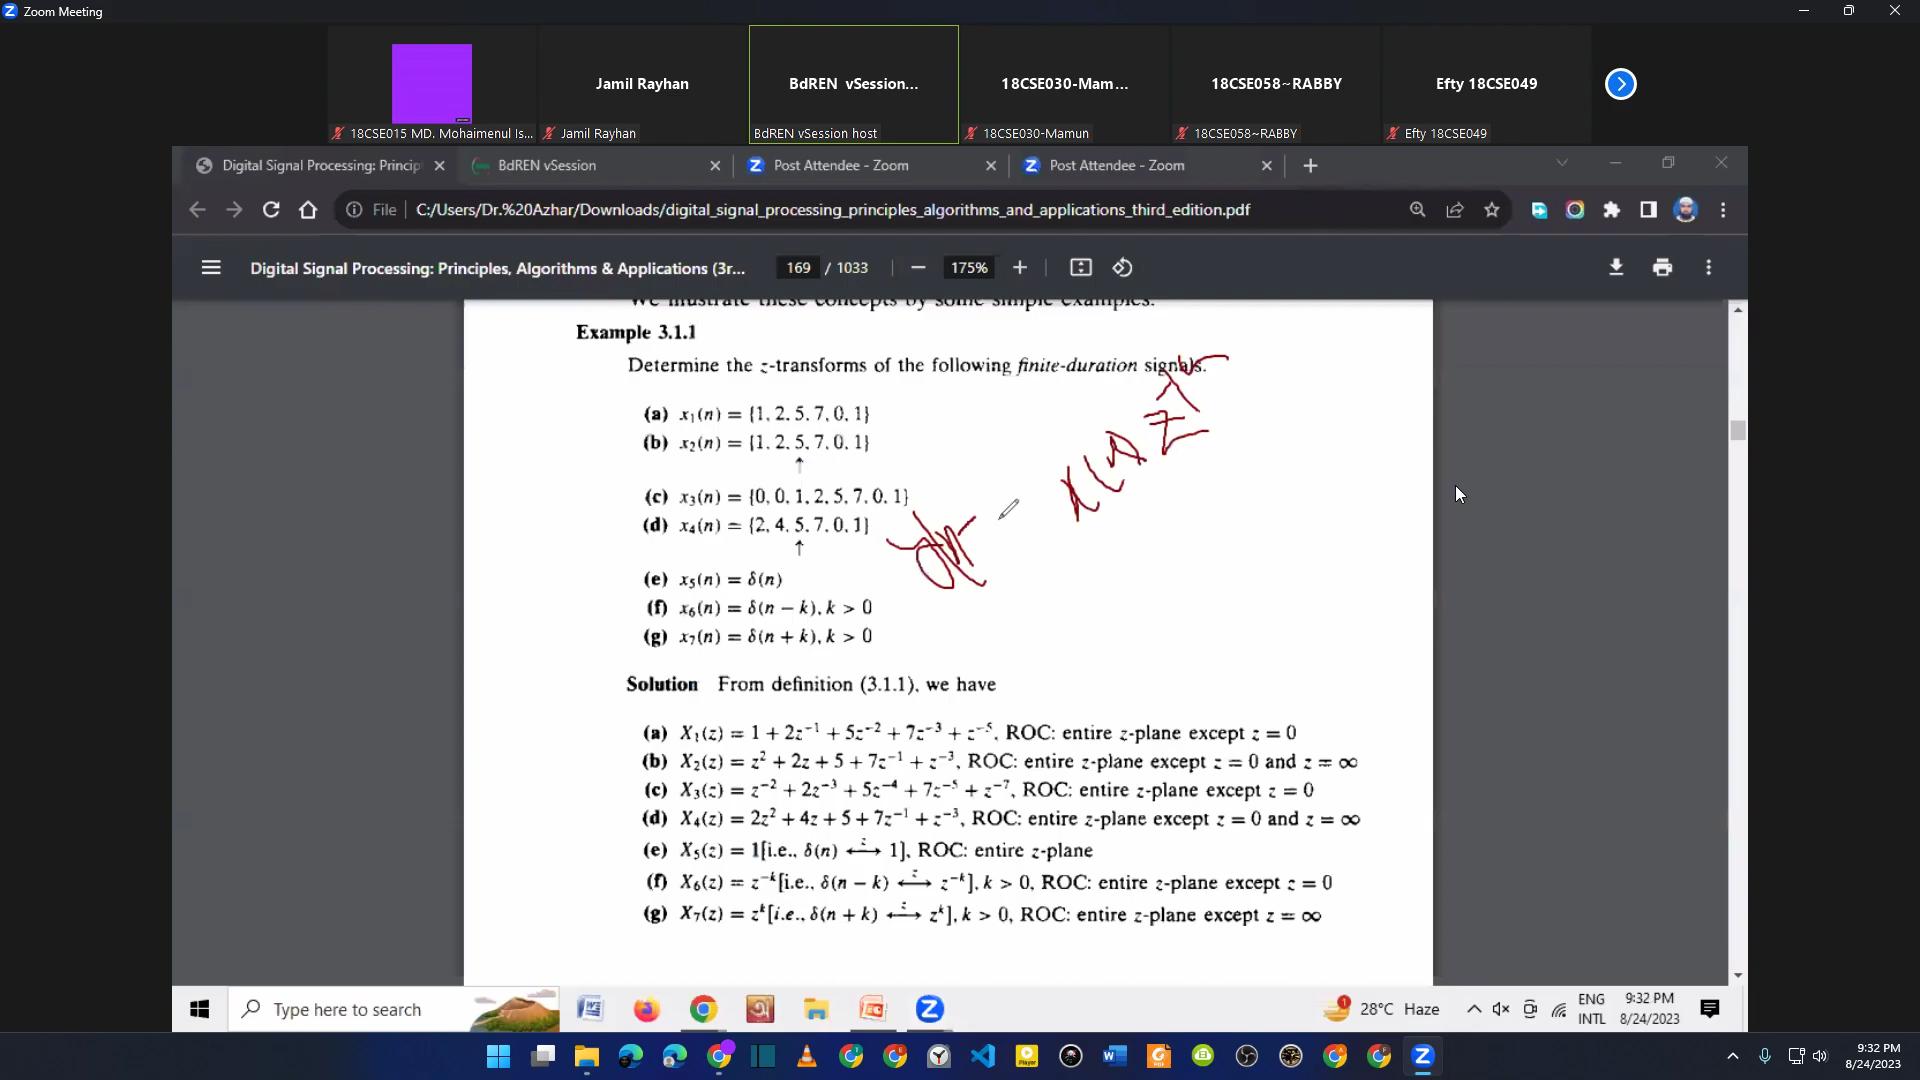 Zoom Meeting
Jamil Rayhan
BdREN vSession...
18CSE030-Mam...
18CSE058~RABBY
Efty 18CSE049
18CSE015 MD. Mohaimenul Is...
Jamil Rayhan
BdREN vSession host
18CSE030-Mamun
18CSE058~RABBY
Efty 18CSE049
Digital Signal Processing: Princip
BdREN vSession
Post Attendee - Zoom
Post Attendee - Zoom
File
C:/Users/Dr.%20Azhar/Downloads/digital_signal_processing_principles_algorithms_and_applications_third_edition.pdf
Digital Signal Processing: Principles, Algorithms & Applications (3r...
169 / 1033
175%
We illustrate these concepts by some simple examples.
Example 3.1.1
Determine the z-transforms of the following finite-duration signals.
(a) x₁(n) = {1, 2, 5, 7, 0, 1}
(b) x₂(n) = {1, 2, 5, 7, 0, 1}
↑
(c) x₃(n) = {0, 0, 1, 2, 5, 7, 0, 1}
(d) x₄(n) = {2, 4, 5, 7, 0, 1}
↑
(e) x₅(n) = δ(n)
(f) x₆(n) = δ(n − k), k > 0
(g) x₇(n) = δ(n + k), k > 0
Solution From definition (3.1.1), we have
(a) X₁(z) = 1 + 2z⁻¹ + 5z⁻² + 7z⁻³ + z⁻⁵, ROC: entire z-plane except z = 0
(b) X₂(z) = z² + 2z + 5 + 7z⁻¹ + z⁻³, ROC: entire z-plane except z = 0 and z = ∞
(c) X₃(z) = z⁻² + 2z⁻³ + 5z⁻⁴ + 7z⁻⁵ + z⁻⁷, ROC: entire z-plane except z = 0
(d) X₄(z) = 2z² + 4z + 5 + 7z⁻¹ + z⁻³, ROC: entire z-plane except z = 0 and z = ∞
(e) X₅(z) = 1[i.e., δ(n) ⟷ᶻ 1], ROC: entire z-plane
(f) X₆(z) = z⁻ᵏ[i.e., δ(n − k) ⟷ᶻ z⁻ᵏ], k > 0, ROC: entire z-plane except z = 0
(g) X₇(z) = zᵏ[i.e., δ(n + k) ⟷ᶻ zᵏ], k > 0, ROC: entire z-plane except z = ∞
Type here to search
28°C Haze
ENG
INTL
9:32 PM
8/24/2023
9:32 PM
8/24/2023